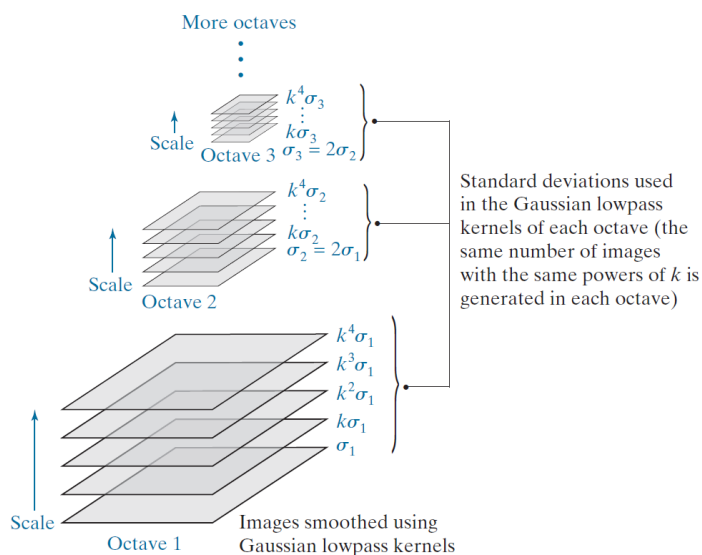 More octaves
k⁴σ₃
⋮
kσ₃
σ₃ = 2σ₂
Scale
Octave 3
k⁴σ₂
⋮
kσ₂
σ₂ = 2σ₁
Scale
Octave 2
Standard deviations used
in the Gaussian lowpass
kernels of each octave (the
same number of images
with the same powers of k is
generated in each octave)
k⁴σ₁
k³σ₁
k²σ₁
kσ₁
σ₁
Scale
Octave 1
Images smoothed using
Gaussian lowpass kernels